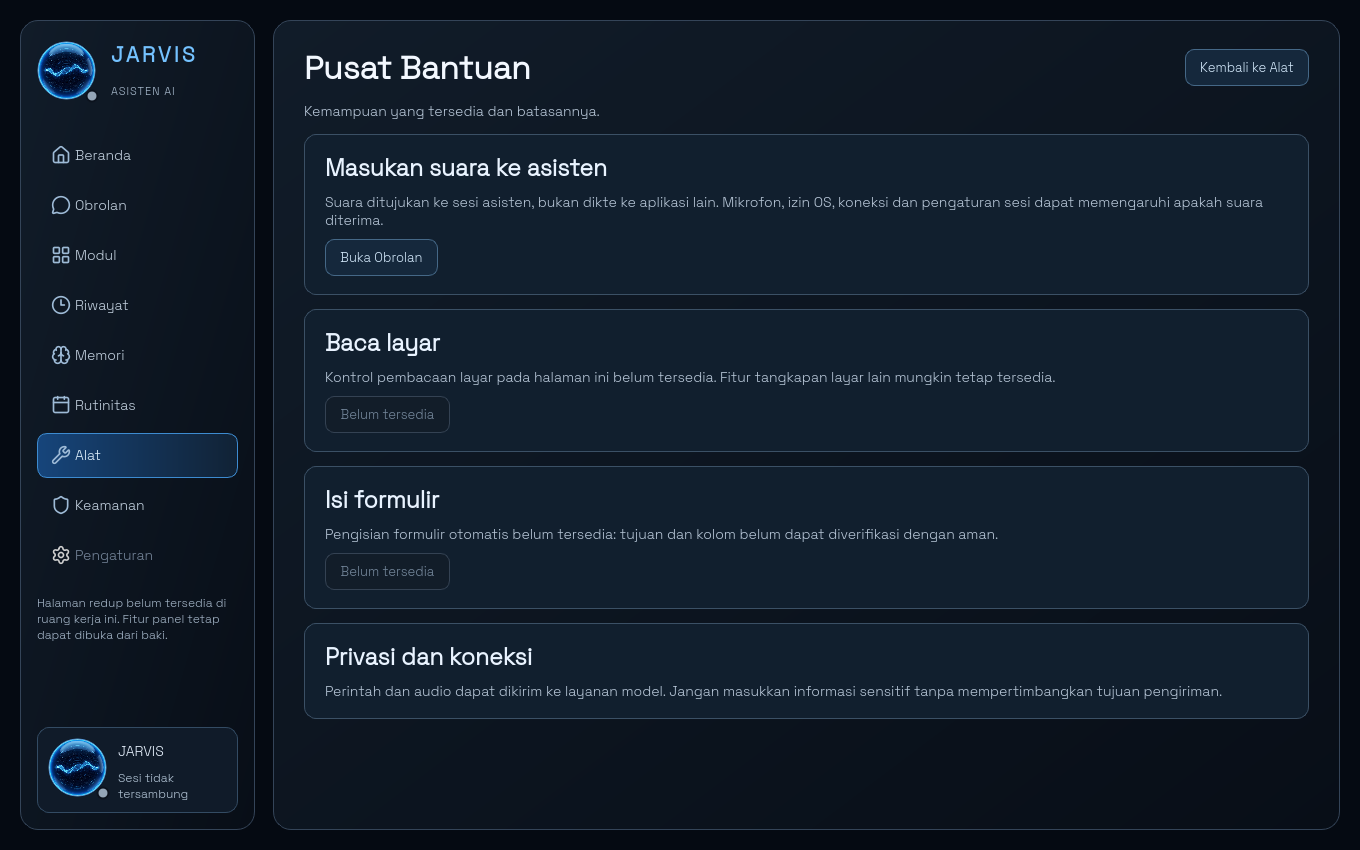 JARVIS
ASISTEN AI
Beranda
Obrolan
Modul
Riwayat
Memori
Rutinitas
Alat
Keamanan
Pengaturan
Halaman redup belum tersedia di
ruang kerja ini. Fitur panel tetap
dapat dibuka dari baki.
JARVIS
Sesi tidak
tersambung
Pusat Bantuan
Kembali ke Alat
Kemampuan yang tersedia dan batasannya.
Masukan suara ke asisten
Suara ditujukan ke sesi asisten, bukan dikte ke aplikasi lain. Mikrofon, izin OS, koneksi dan pengaturan sesi dapat memengaruhi apakah suara
diterima.
Buka Obrolan
Baca layar
Kontrol pembacaan layar pada halaman ini belum tersedia. Fitur tangkapan layar lain mungkin tetap tersedia.
Belum tersedia
Isi formulir
Pengisian formulir otomatis belum tersedia: tujuan dan kolom belum dapat diverifikasi dengan aman.
Belum tersedia
Privasi dan koneksi
Perintah dan audio dapat dikirim ke layanan model. Jangan masukkan informasi sensitif tanpa mempertimbangkan tujuan pengiriman.